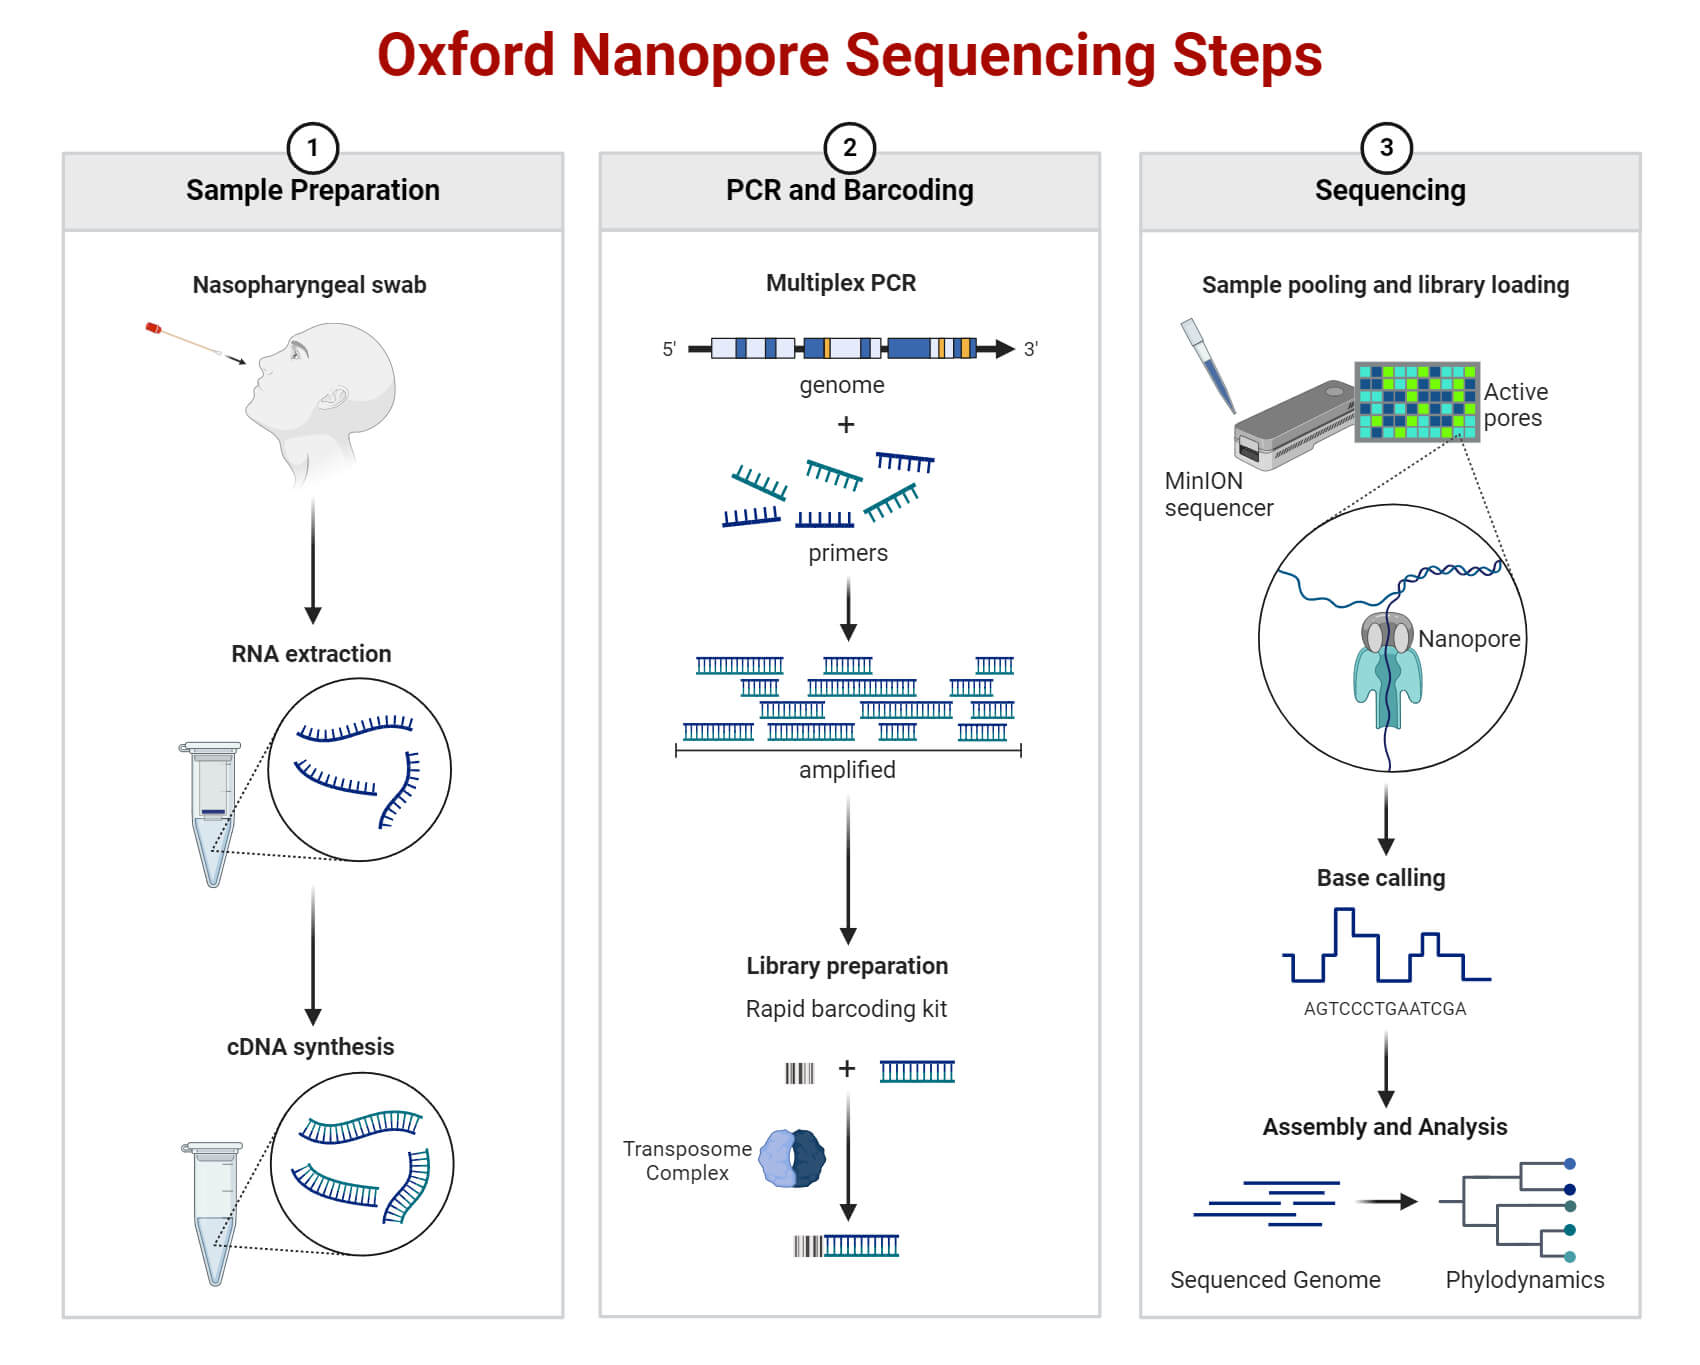 Oxford Nanopore Sequencing Steps
1
Sample Preparation
Nasopharyngeal swab
RNA extraction
cDNA synthesis
2
PCR and Barcoding
Multiplex PCR
5'
3'
genome
+
primers
amplified
Library preparation
Rapid barcoding kit
+
Transposome
Complex
3
Sequencing
Sample pooling and library loading
Active
pores
MinION
sequencer
Nanopore
Base calling
AGTCCCTGAATCGA
Assembly and Analysis
Sequenced Genome
Phylodynamics